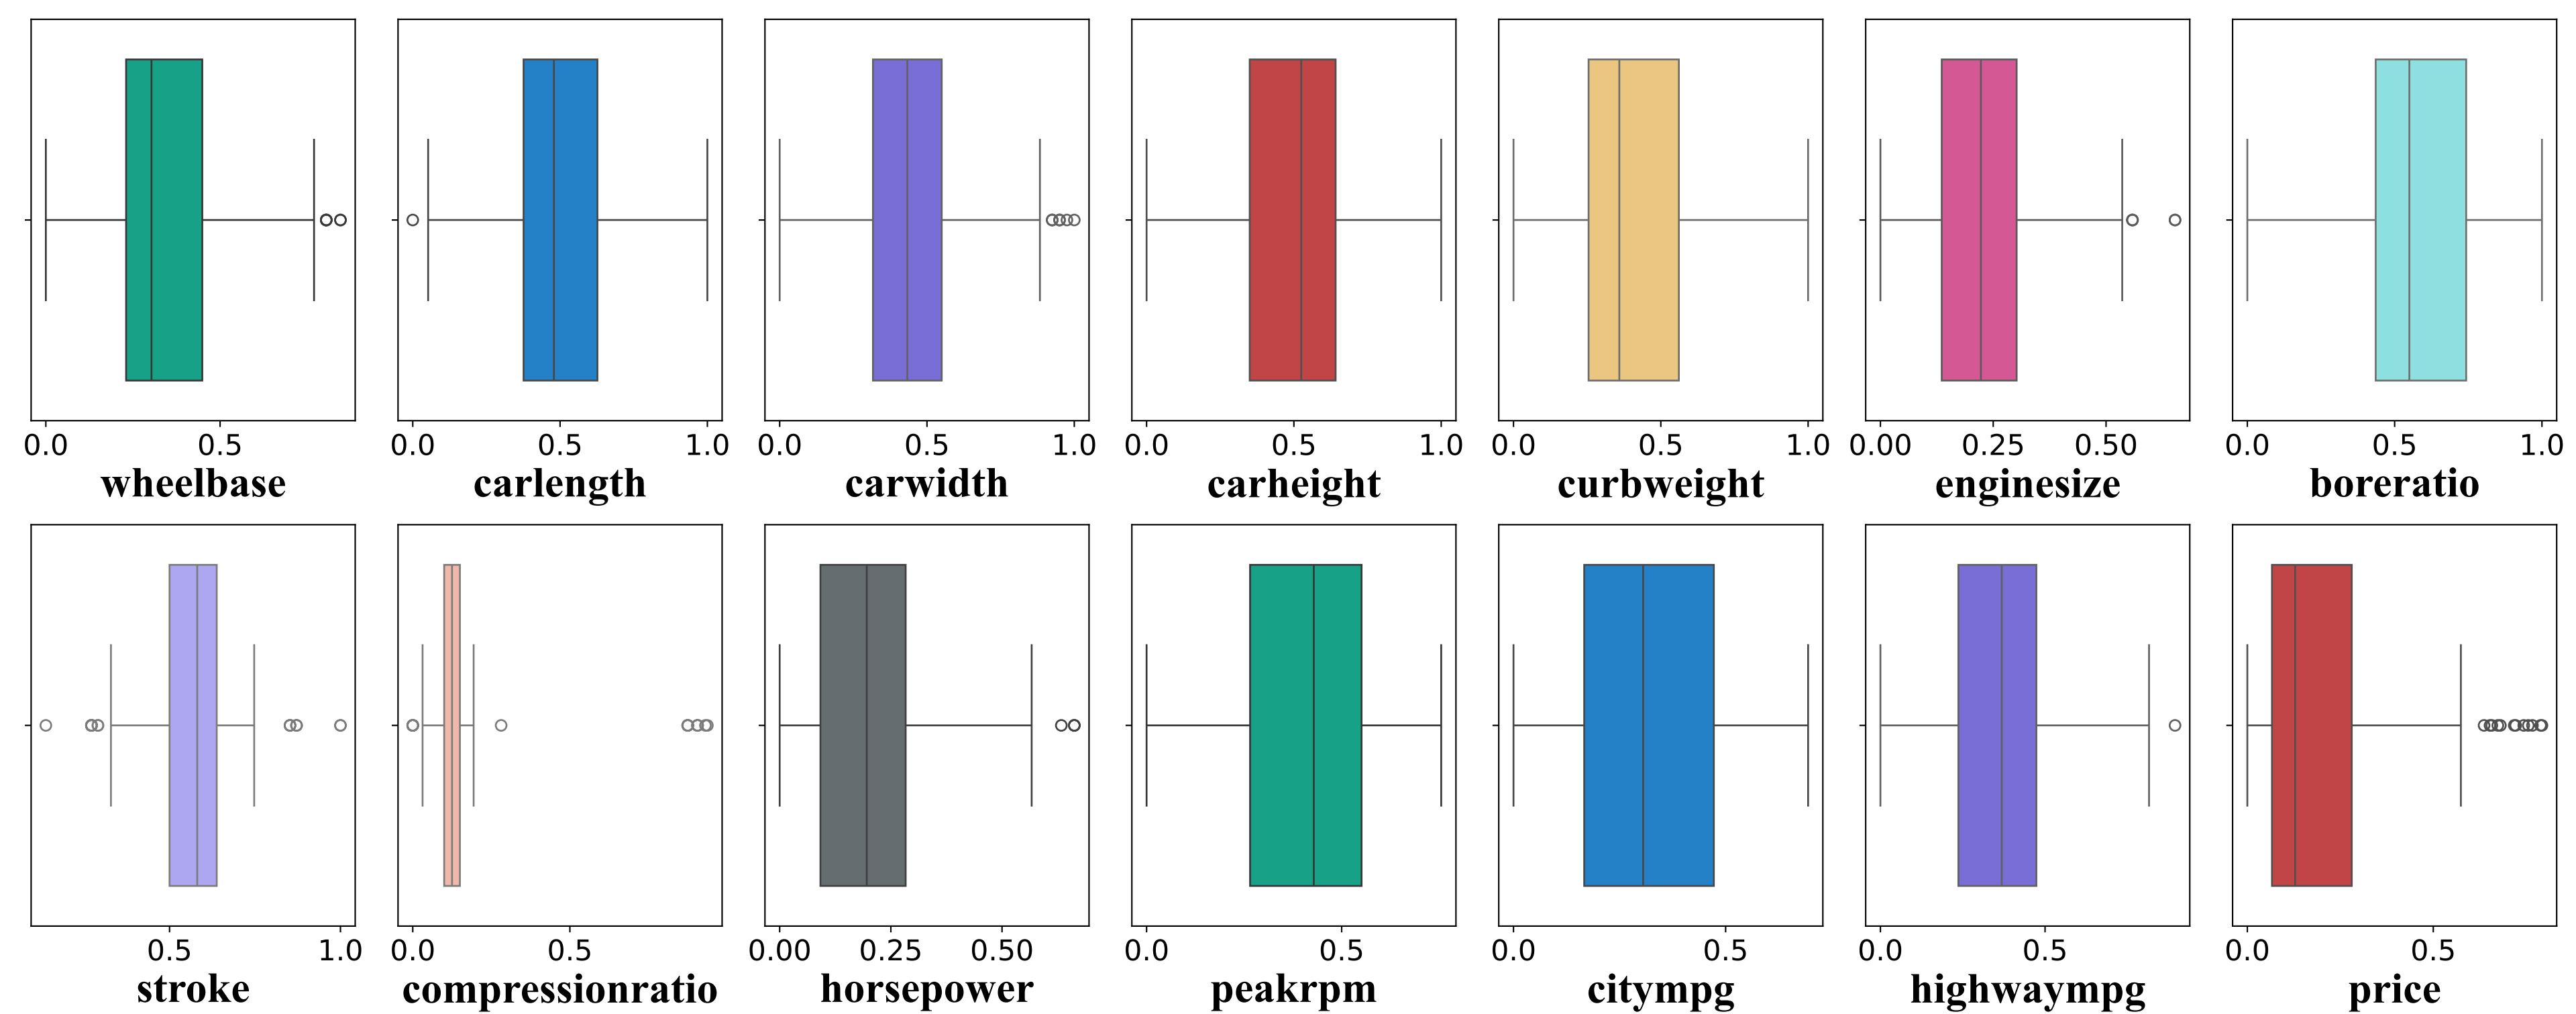 0.0 0.5 0.0 0.5 1.0 0.0 0.5 1.0 0.0 0.5 1.0 0.0 0.5 1.0 0.00 0.25 0.50 0.0 0.5 1.0
wheelbase carlength carwidth carheight curbweight enginesize boreratio
0.5 1.0 0.0 0.5 0.00 0.25 0.50 0.0 0.5 0.0 0.5 0.0 0.5 0.0 0.5
stroke compressionratio horsepower peakrpm citympg highwaympg price